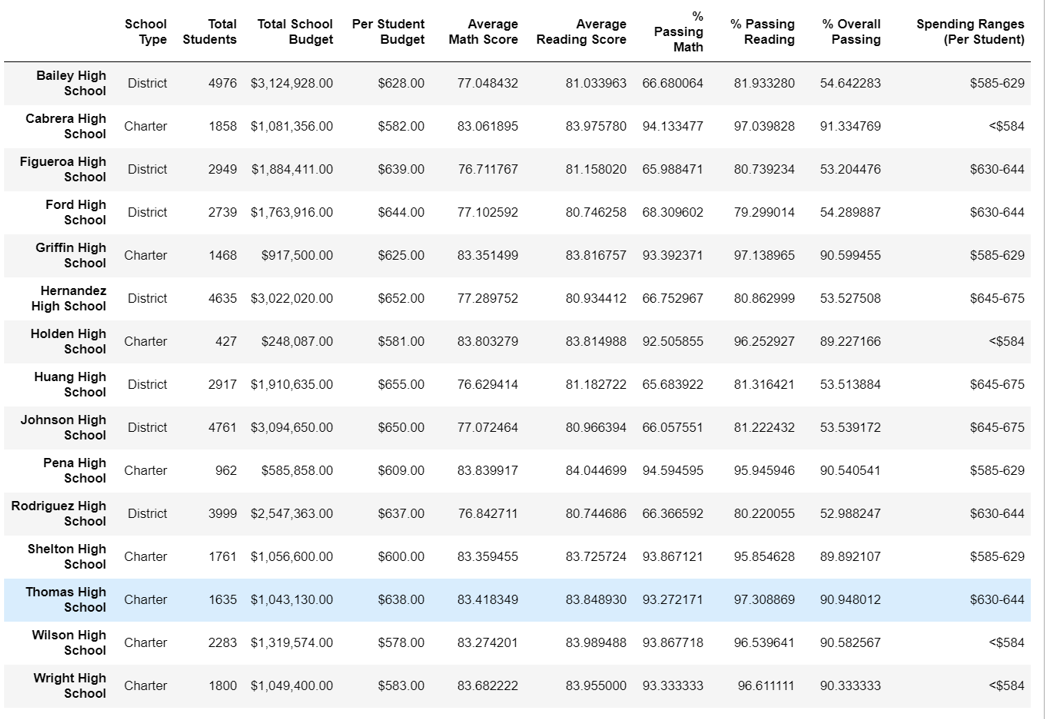 School Type Total Students Total School Budget Per Student Budget Average Math Score Average Reading Score % Passing Math % Passing Reading % Overall Passing Spending Ranges (Per Student)
Bailey High School District 4976 $3,124,928.00 $628.00 77.048432 81.033963 66.680064 81.933280 54.642283 $585-629
Cabrera High School Charter 1858 $1,081,356.00 $582.00 83.061895 83.975780 94.133477 97.039828 91.334769 <$584
Figueroa High School District 2949 $1,884,411.00 $639.00 76.711767 81.158020 65.988471 80.739234 53.204476 $630-644
Ford High School District 2739 $1,763,916.00 $644.00 77.102592 80.746258 68.309602 79.299014 54.289887 $630-644
Griffin High School Charter 1468 $917,500.00 $625.00 83.351499 83.816757 93.392371 97.138965 90.599455 $585-629
Hernandez High School District 4635 $3,022,020.00 $652.00 77.289752 80.934412 66.752967 80.862999 53.527508 $645-675
Holden High School Charter 427 $248,087.00 $581.00 83.803279 83.814988 92.505855 96.252927 89.227166 <$584
Huang High School District 2917 $1,910,635.00 $655.00 76.629414 81.182722 65.683922 81.316421 53.513884 $645-675
Johnson High School District 4761 $3,094,650.00 $650.00 77.072464 80.966394 66.057551 81.222432 53.539172 $645-675
Pena High School Charter 962 $585,858.00 $609.00 83.839917 84.044699 94.594595 95.945946 90.540541 $585-629
Rodriguez High School District 3999 $2,547,363.00 $637.00 76.842711 80.744686 66.366592 80.220055 52.988247 $630-644
Shelton High School Charter 1761 $1,056,600.00 $600.00 83.359455 83.725724 93.867121 95.854628 89.892107 $585-629
Thomas High School Charter 1635 $1,043,130.00 $638.00 83.418349 83.848930 93.272171 97.308869 90.948012 $630-644
Wilson High School Charter 2283 $1,319,574.00 $578.00 83.274201 83.989488 93.867718 96.539641 90.582567 <$584
Wright High School Charter 1800 $1,049,400.00 $583.00 83.682222 83.955000 93.333333 96.611111 90.333333 <$584